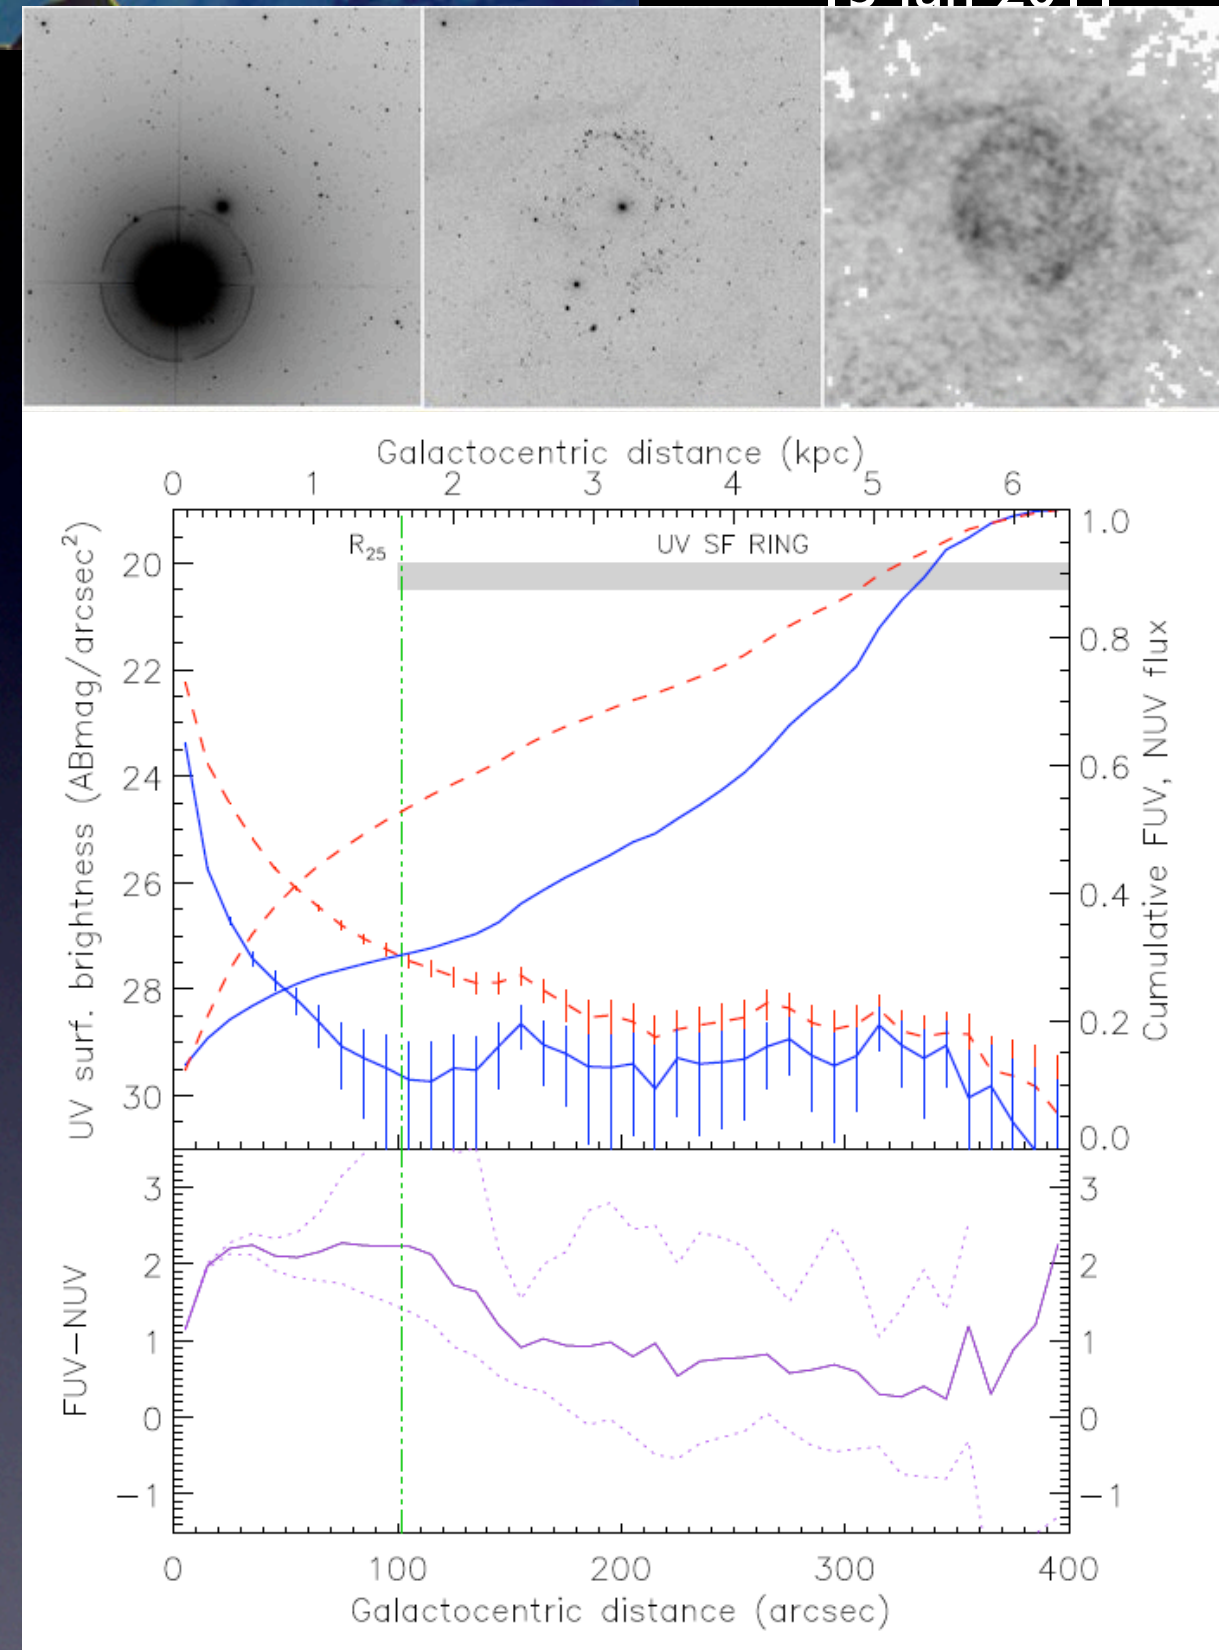 Galactocentric distance (kpc)
0 1 2 3 4 5 6
R25 UV SF RING
UV surf. brightness (ABmag/arcsec²)
20
22
24
26
28
30
1.0
0.8
0.6
0.4
0.2
0.0
Cumulative FUV, NUV flux
FUV−NUV
3
2
1
0
−1
3
2
1
0
−1
0 100 200 300 400
Galactocentric distance (arcsec)